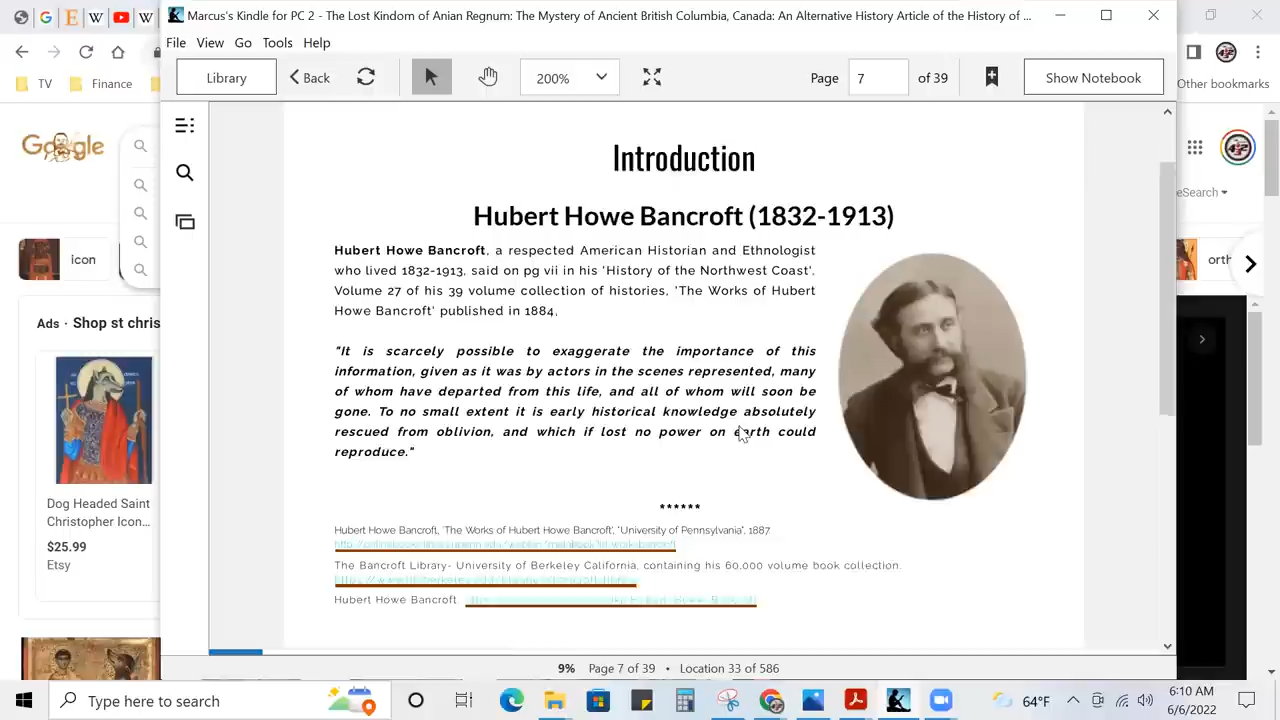 Marcus's Kindle for PC 2 - The Lost Kindom of Anian Regnum: The Mystery of Ancient British Columbia, Canada: An Alternative History Article of the History of ...
File View Go Tools Help
Library Back 200% Page 7 of 39 Show Notebook
TV Finance Other bookmarks
Google
eSearch
icon
orth
Ads · Shop st chris
Dog Headed Saint
Christopher Icon...
$25.99
Etsy
Introduction
Hubert Howe Bancroft (1832-1913)
Hubert Howe Bancroft, a respected American Historian and Ethnologist
who lived 1832-1913, said on pg vii in his 'History of the Northwest Coast',
Volume 27 of his 39 volume collection of histories, 'The Works of Hubert
Howe Bancroft' published in 1884,
"It is scarcely possible to exaggerate the importance of this
information, given as it was by actors in the scenes represented, many
of whom have departed from this life, and all of whom will soon be
gone. To no small extent it is early historical knowledge absolutely
rescued from oblivion, and which if lost no power on earth could
reproduce."
******
Hubert Howe Bancroft, 'The Works of Hubert Howe Bancroft', "University of Pennsylvania", 1887
The Bancroft Library- University of Berkeley California, containing his 60,000 volume book collection.
Hubert Howe Bancroft.
9% Page 7 of 39 • Location 33 of 586
Type here to search
64°F
6:10 AM
6/6/2022